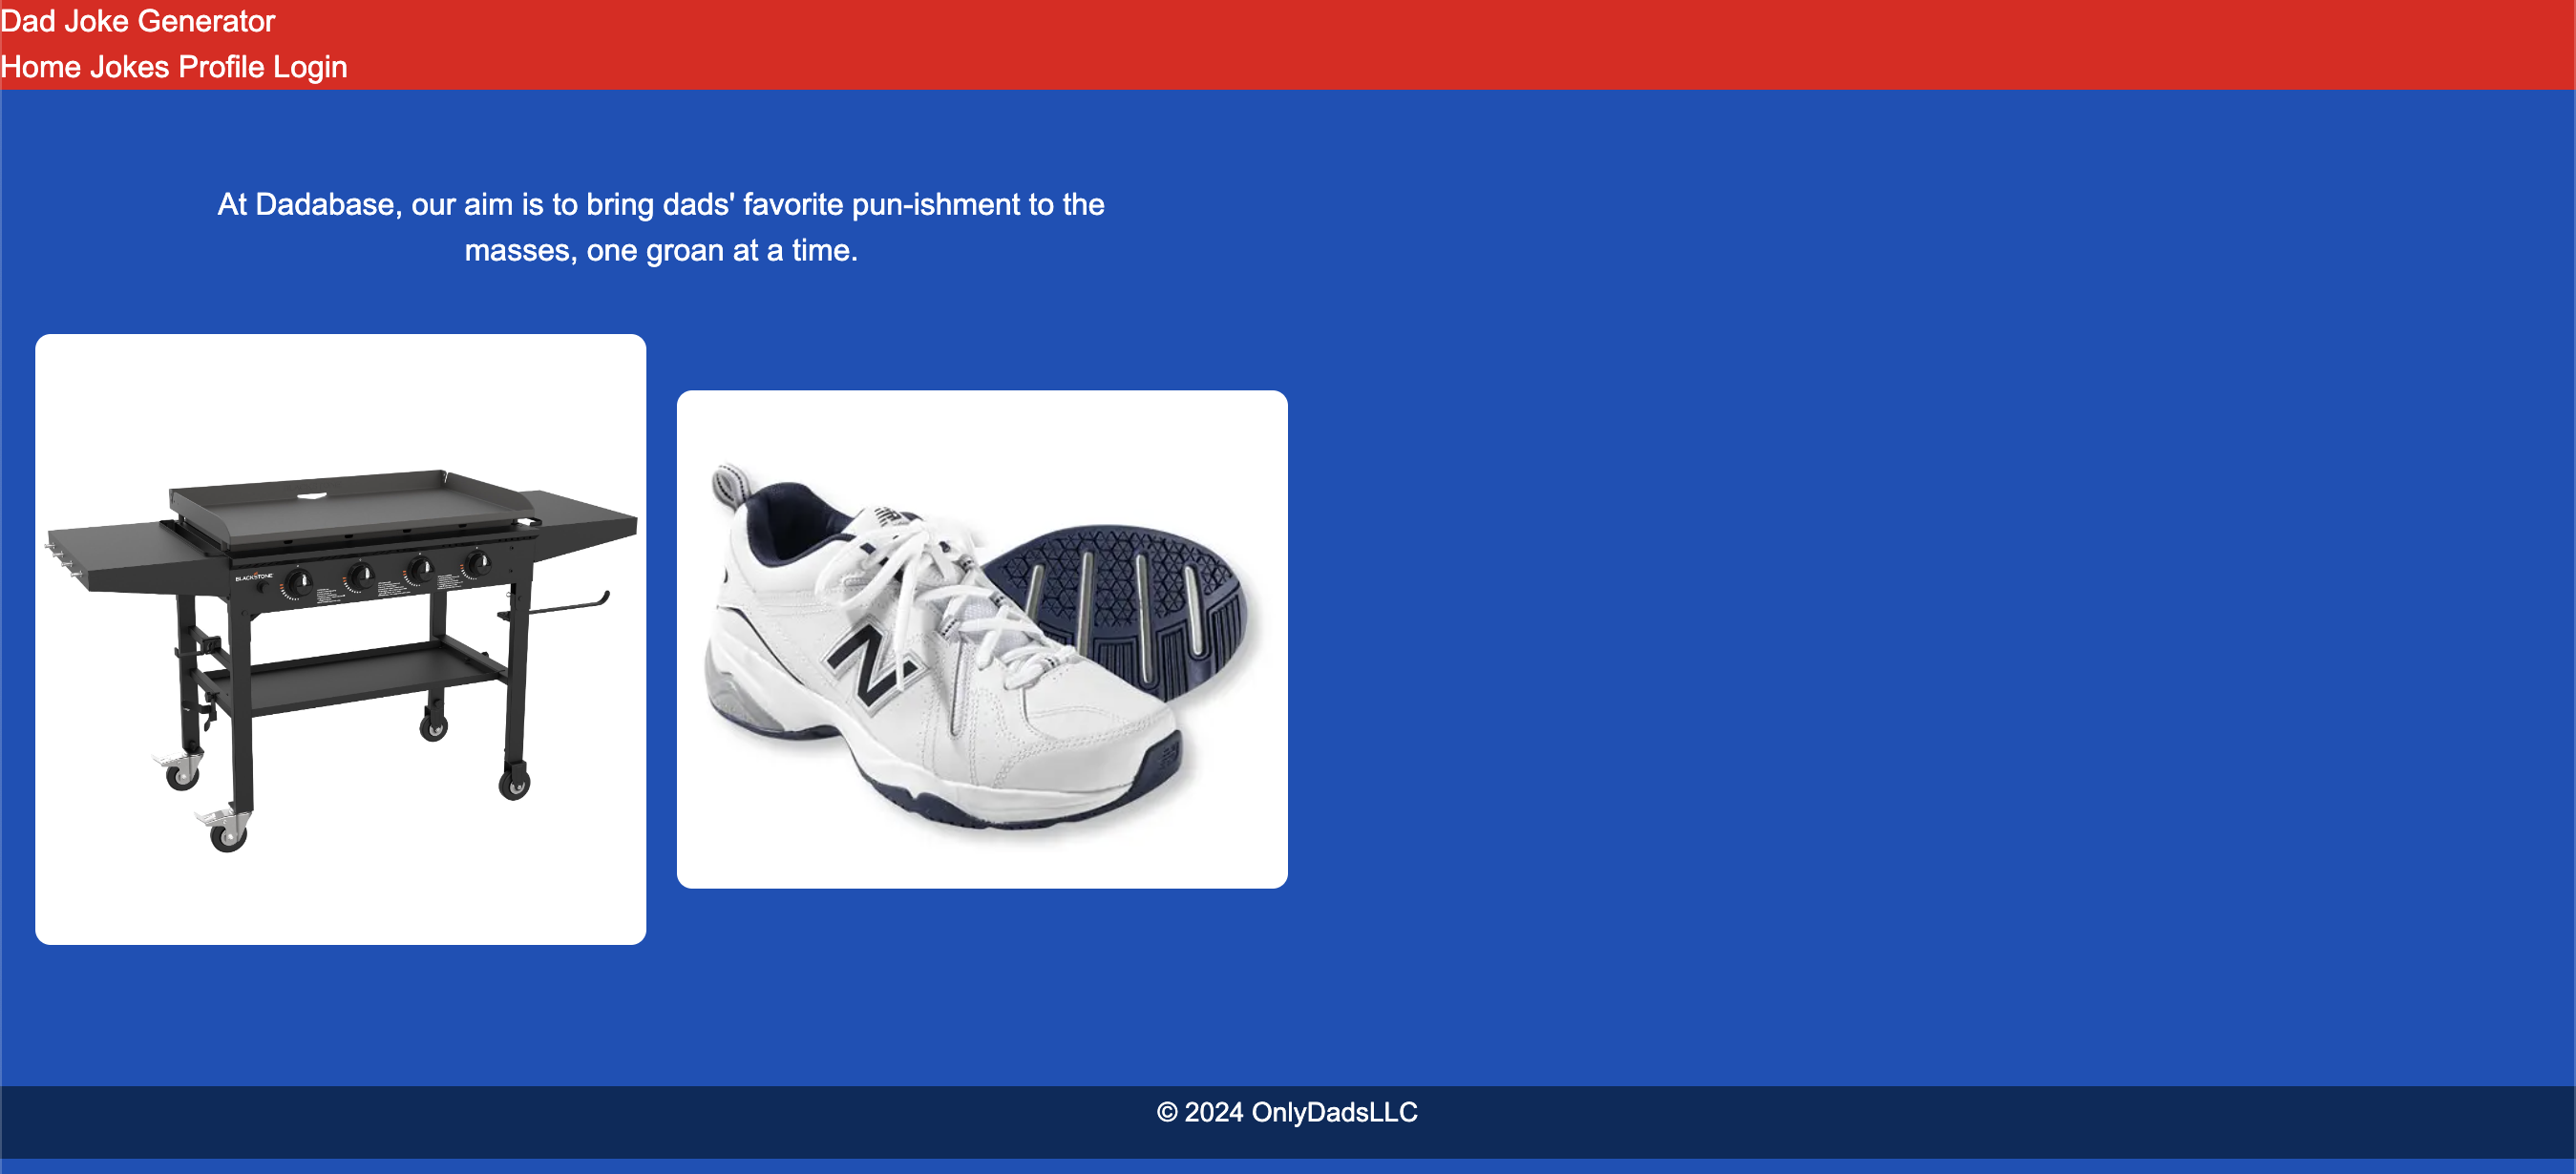 Dad Joke Generator
Home Jokes Profile Login
At Dadabase, our aim is to bring dads' favorite pun-ishment to the
masses, one groan at a time.
BLACKSTONE
N
© 2024 OnlyDadsLLC